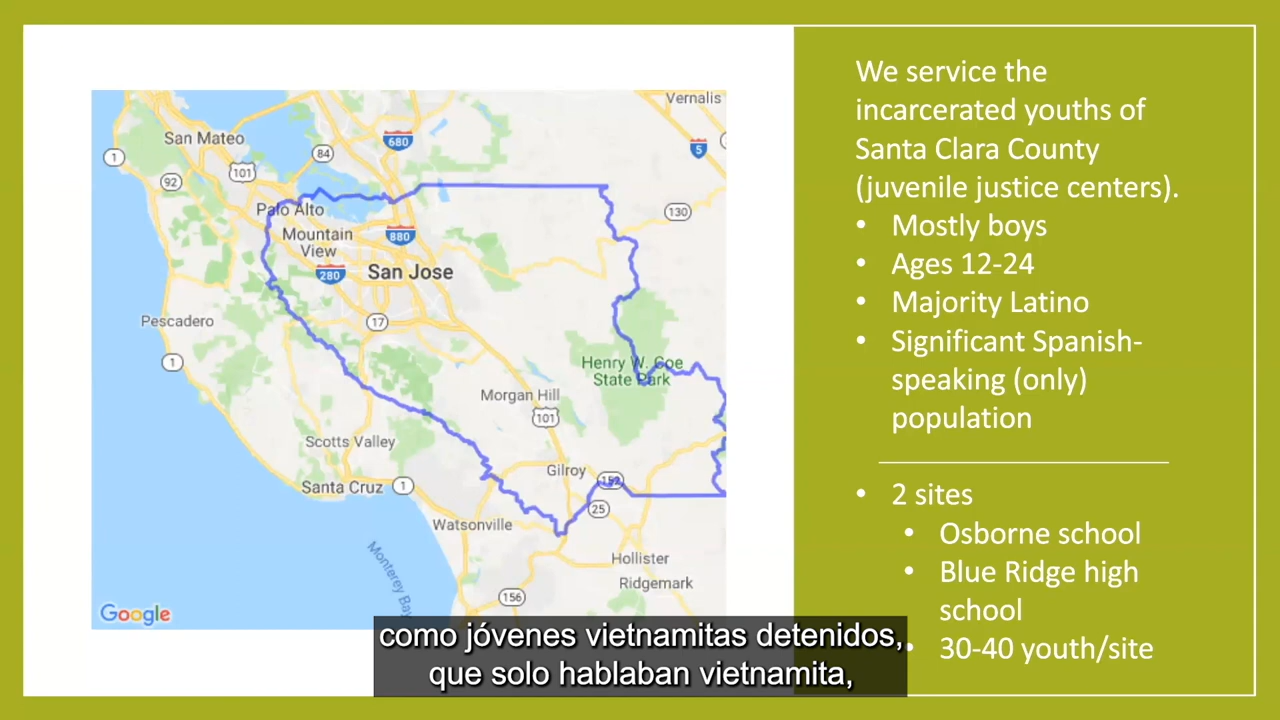 Vernalis
San Mateo
680
1
84
5
101
92
Palo Alto
130
Mountain
View
880
280
San Jose
Pescadero
17
1
Henry W. Coe
State Park
Morgan Hill
101
Scotts Valley
Gilroy
152
Santa Cruz
1
25
Watsonville
Monterey Bay
Hollister
Ridgemark
156
Google
We service the
incarcerated youths of
Santa Clara County
(juvenile justice centers).
• Mostly boys
• Ages 12-24
• Majority Latino
• Significant Spanish-
speaking (only)
population
• 2 sites
• Osborne school
• Blue Ridge high
school
• 30-40 youth/site
como jóvenes vietnamitas detenidos,
que solo hablaban vietnamita,